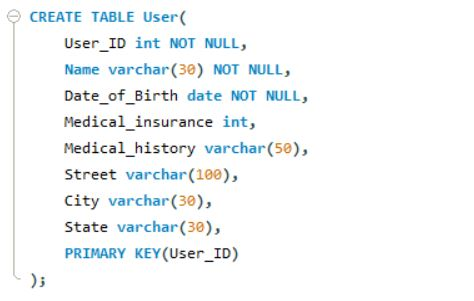 CREATE TABLE User(
User_ID int NOT NULL,
Name varchar(30) NOT NULL,
Date_of_Birth date NOT NULL,
Medical_insurance int,
Medical_history varchar(50),
Street varchar(100),
City varchar(30),
State varchar(30),
PRIMARY KEY(User_ID)
);